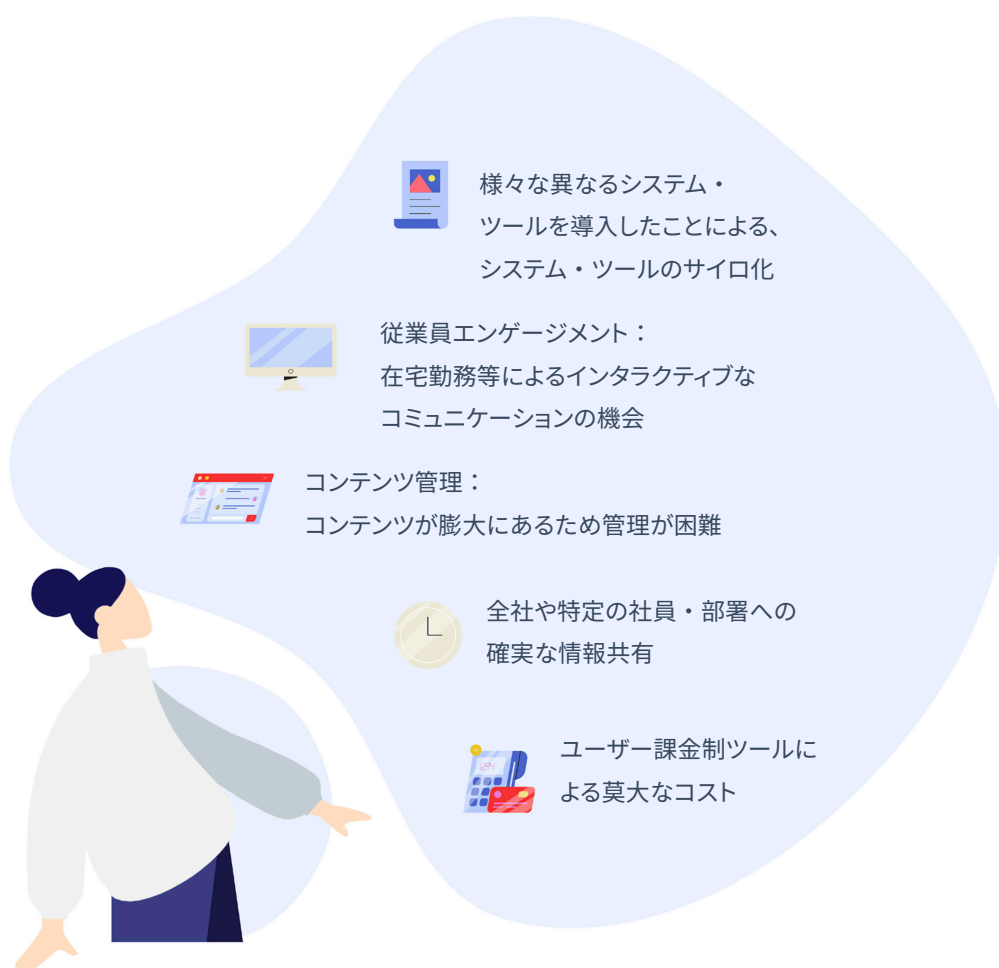 様々な異なるシステム・
ツールを導入したことによる、
システム・ツールのサイロ化
従業員エンゲージメント：
在宅勤務等によるインタラクティブな
コミュニケーションの機会
コンテンツ管理：
コンテンツが膨大にあるため管理が困難
全社や特定の社員・部署への
確実な情報共有
ユーザー課金制ツールに
よる莫大なコスト